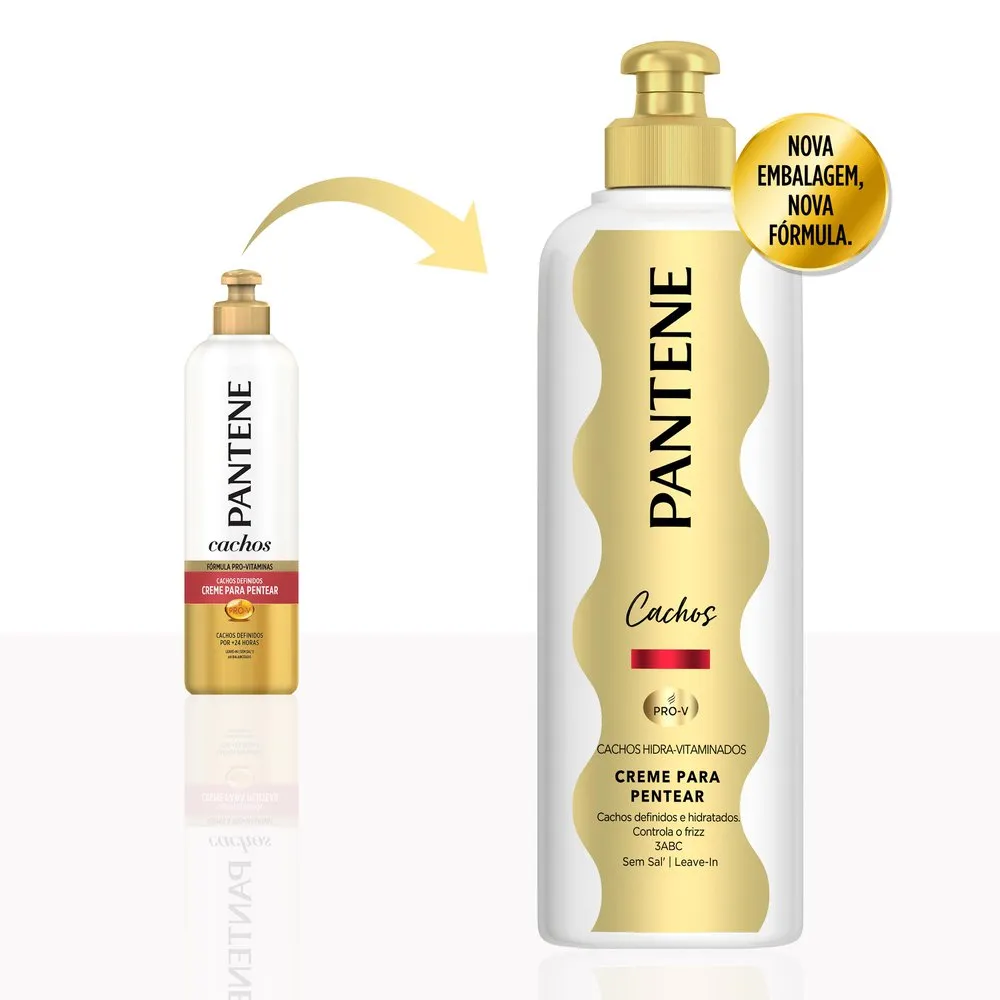 NOVA
EMBALAGEM,
NOVA
FÓRMULA.
PANTENE
cachos
FÓRMULA PRO-VITAMINAS
CACHOS DEFINIDOS
CREME PARA PENTEAR
PRO-V
CACHOS DEFINIDOS
POR +24 HORAS
PANTENE
Cachos
PRO-V
CACHOS HIDRA-VITAMINADOS
CREME PARA
PENTEAR
Cachos definidos e hidratados.
Controla o frizz
3ABC
Sem Sal' | Leave-In